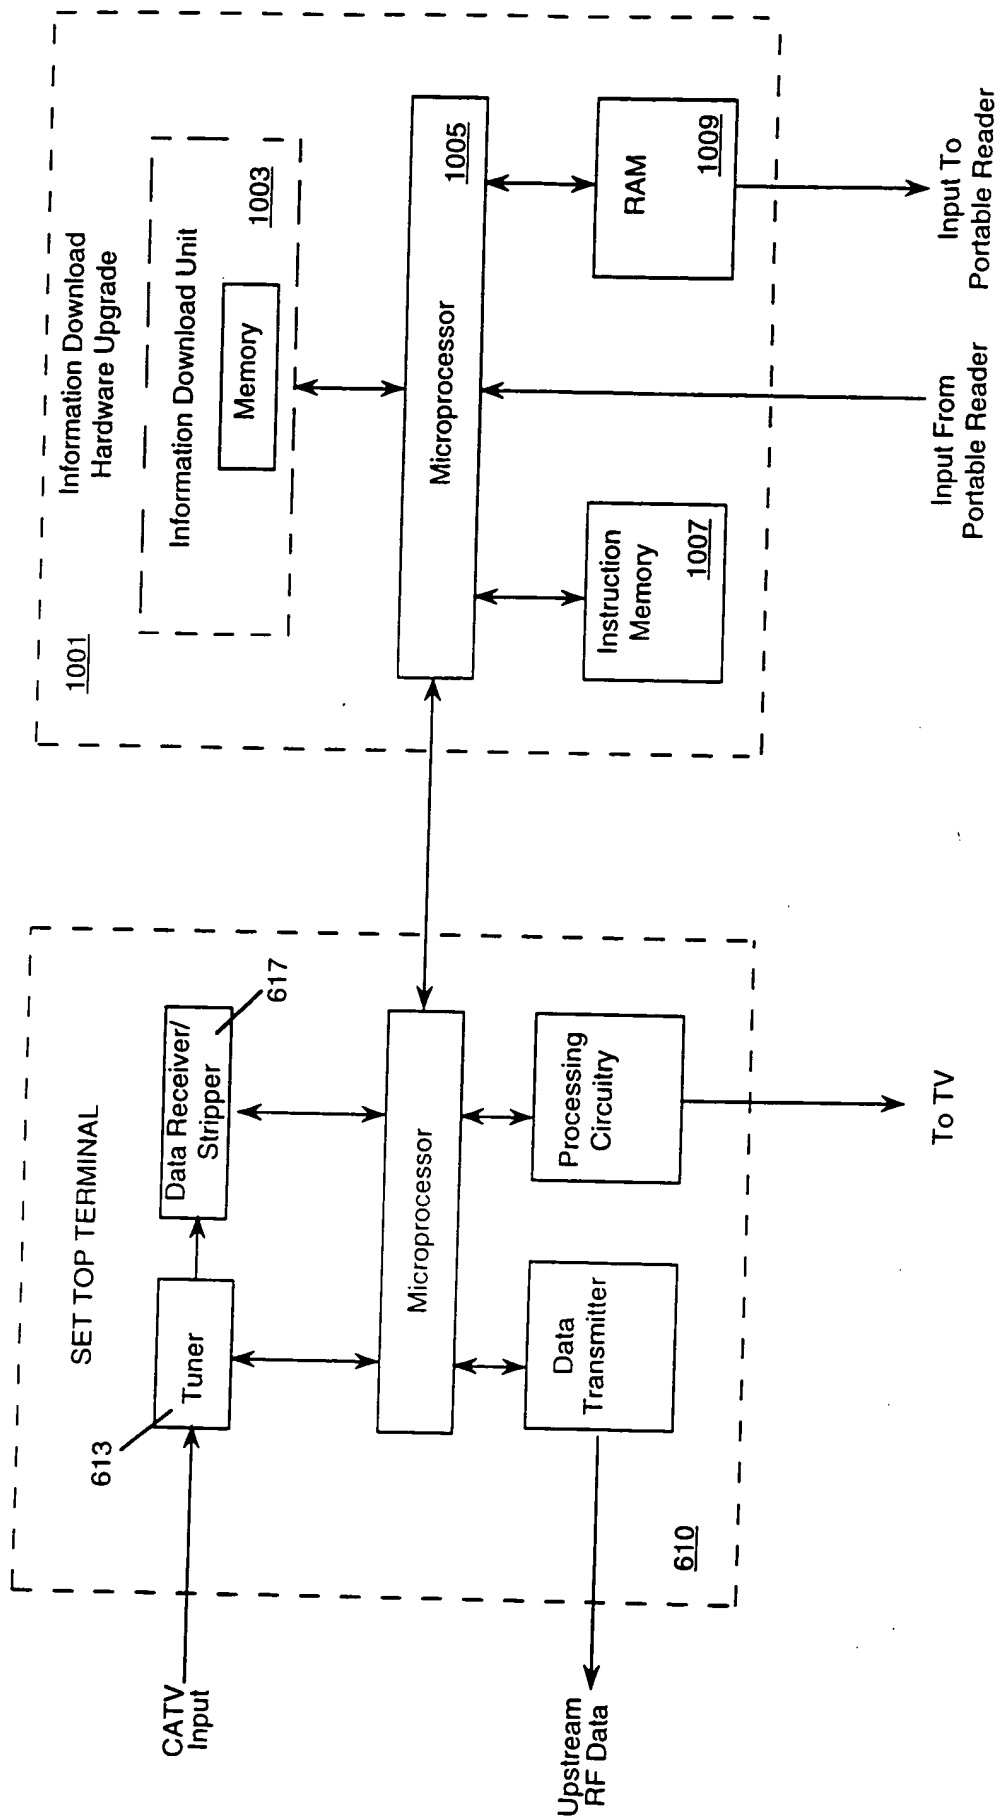 SET TOP TERMINAL
CATV
Input
613
Tuner
Data Receiver/
Stripper
617
Microprocessor
Data
Transmitter
Processing
Circuitry
Upstream
RF Data
610
To TV
1001
Information Download
Hardware Upgrade
Information Download Unit
Memory
1003
Microprocessor
1005
Instruction
Memory
1007
RAM
1009
Input From
Portable Reader
Input To
Portable Reader